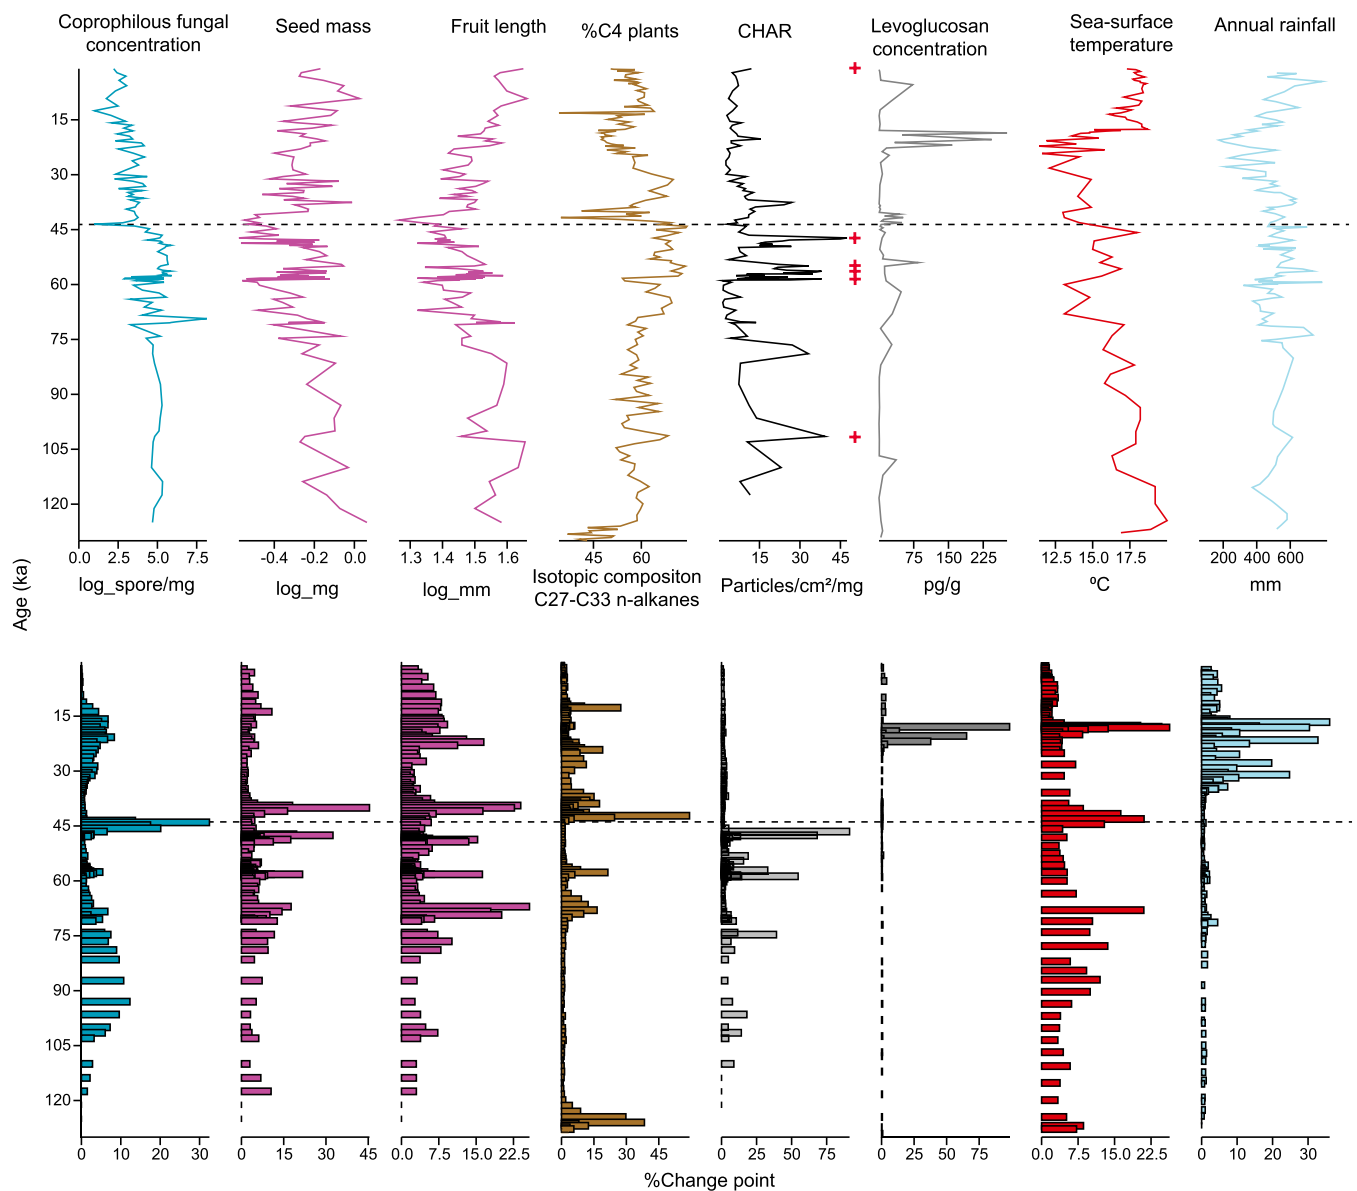 Coprophilous fungal concentration
Seed mass
Fruit length
%C4 plants
CHAR
Levoglucosan concentration
Sea-surface temperature
Annual rainfall
15
30
45
60
75
90
105
120
Age (ka)
0.0 2.5 5.0 7.5
-0.4 -0.2 -0.0 0.0
1.3 1.4 1.5 1.6
45 60
15 30 45
75 150 225
12.5 15.0 17.5
200 400 600
log_spore/mg
log_mg
log_mm
Isotopic compositon
C27-C33 n-alkanes
Particles/cm²/mg
pg/g
ºC
mm
15
30
45
60
75
90
105
120
0 10 20 30
0 15 30 45
0.0 7.5 15.0 22.5
0 15 30 45
0 25 50 75
0 25 50 75
0.0 7.5 15.0 22.5
0 10 20 30
%Change point